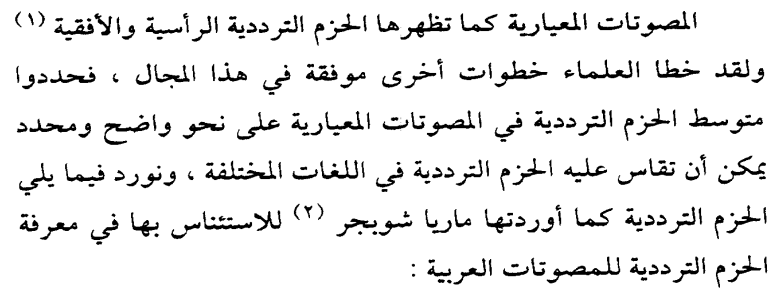 المصوتات المعيارية كما تظهرها الحزم الترددية الرأسية والأفقية (١)
ولقد خطا العلماء خطوات أخرى موفقة في هذا المجال ، فحددوا
متوسط الحزم الترددية في المصوتات المعيارية على نحو واضح ومحدد
يمكن أن تقاس عليه الحزم الترددية في اللغات المختلفة ، ونورد فيما يلي
الحزم الترددية كما أوردتها ماريا شوبجر (٢) للاستئناس بها في معرفة
الحزم الترددية للمصوتات العربية :